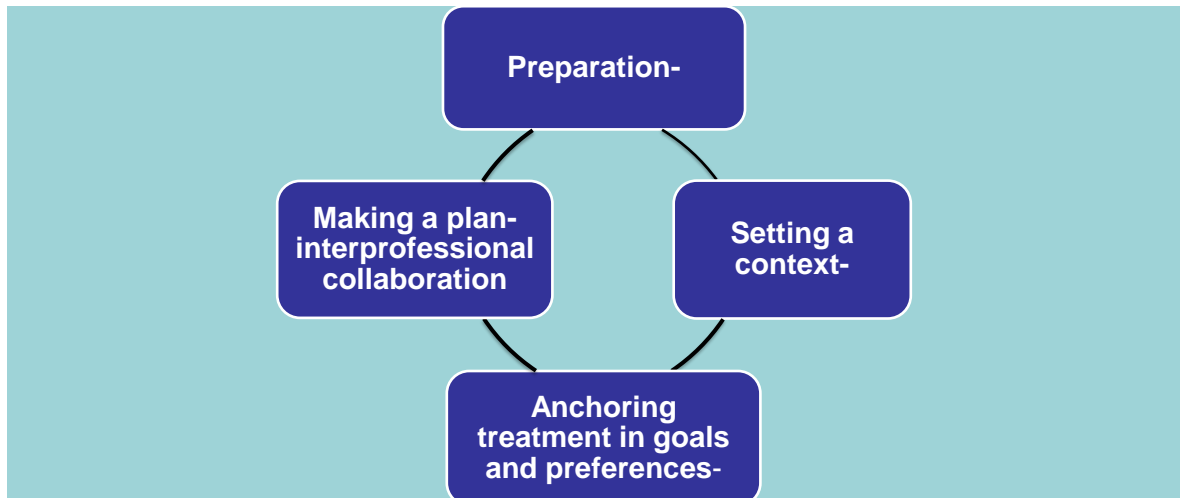 Preparation-
Setting a
context-
Anchoring
treatment in goals
and preferences-
Making a plan-
interprofessional
collaboration